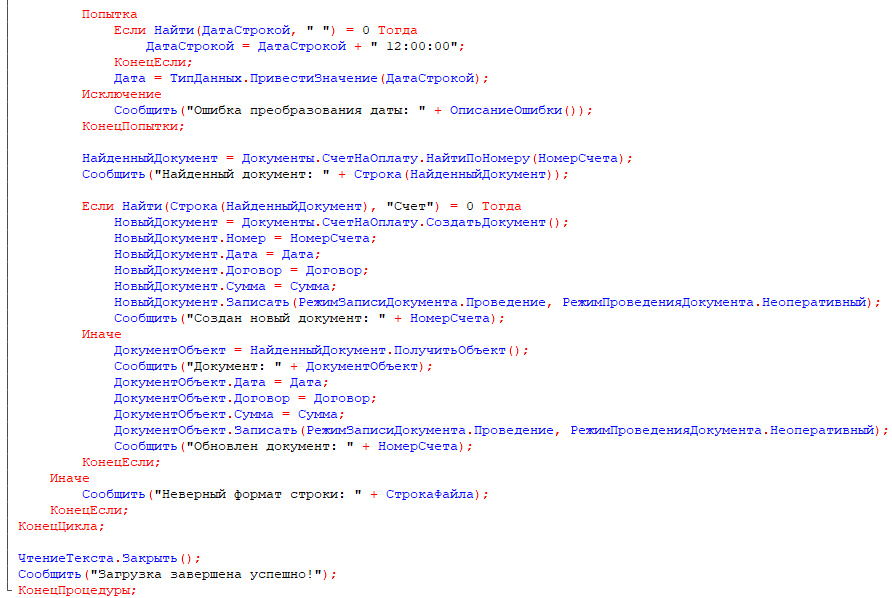 Попытка
Если Найти(ДатаСтрокой, " ") = 0 Тогда
ДатаСтрокой = ДатаСтрокой + " 12:00:00";
КонецЕсли;
Дата = ТипДанных.ПривестиЗначение(ДатаСтрокой);
Исключение
Сообщить("Ошибка преобразования даты: " + ОписаниеОшибки());
КонецПопытки;
НайденныйДокумент = Документы.СчетНаОплату.НайтиПоНомеру(НомерСчета);
Сообщить("Найденный документ: " + Строка(НайденныйДокумент));
Если Найти(Строка(НайденныйДокумент), "Счет") = 0 Тогда
НовыйДокумент = Документы.СчетНаОплату.СоздатьДокумент();
НовыйДокумент.Номер = НомерСчета;
НовыйДокумент.Дата = Дата;
НовыйДокумент.Договор = Договор;
НовыйДокумент.Сумма = Сумма;
НовыйДокумент.Записать(РежимЗаписиДокумента.Проведение, РежимПроведенияДокумента.Неоперативный);
Сообщить("Создан новый документ: " + НомерСчета);
Иначе
ДокументОбъект = НайденныйДокумент.ПолучитьОбъект();
Сообщить("Документ: " + ДокументОбъект);
ДокументОбъект.Дата = Дата;
ДокументОбъект.Договор = Договор;
ДокументОбъект.Сумма = Сумма;
ДокументОбъект.Записать(РежимЗаписиДокумента.Проведение, РежимПроведенияДокумента.Неоперативный);
Сообщить("Обновлен документ: " + НомерСчета);
КонецЕсли;
Иначе
Сообщить("Неверный формат строки: " + СтрокаФайла);
КонецЕсли;
КонецЦикла;
ЧтениеТекста.Закрыть();
Сообщить("Загрузка завершена успешно!");
КонецПроцедуры;